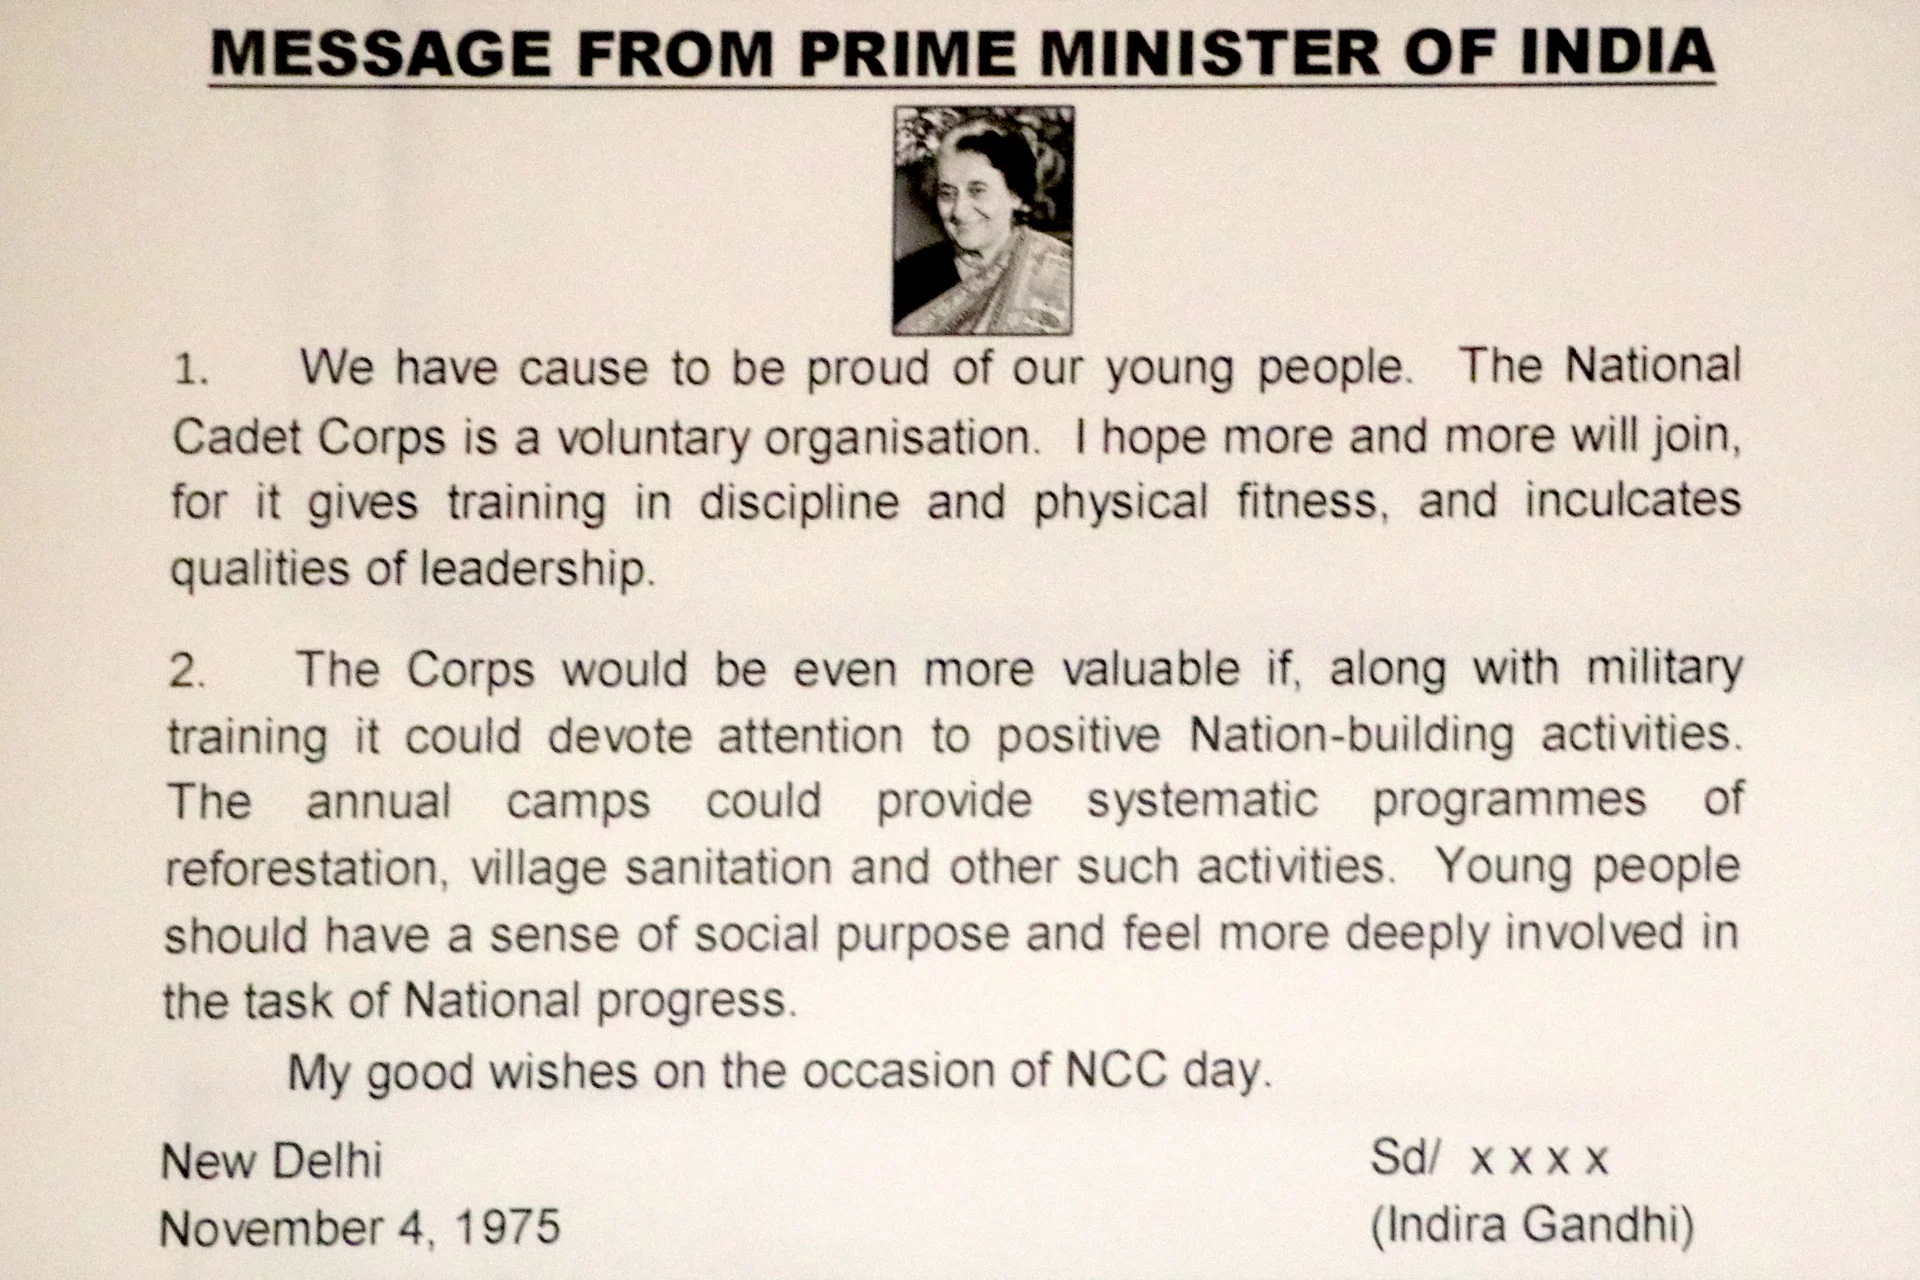 MESSAGE FROM PRIME MINISTER OF INDIA
1. We have cause to be proud of our young people. The National
Cadet Corps is a voluntary organisation. I hope more and more will join,
for it gives training in discipline and physical fitness, and inculcates
qualities of leadership.
2. The Corps would be even more valuable if, along with military
training it could devote attention to positive Nation-building activities.
The annual camps could provide systematic programmes of
reforestation, village sanitation and other such activities. Young people
should have a sense of social purpose and feel more deeply involved in
the task of National progress.
My good wishes on the occasion of NCC day.
New Delhi
November 4, 1975
Sd/ x x x x
(Indira Gandhi)